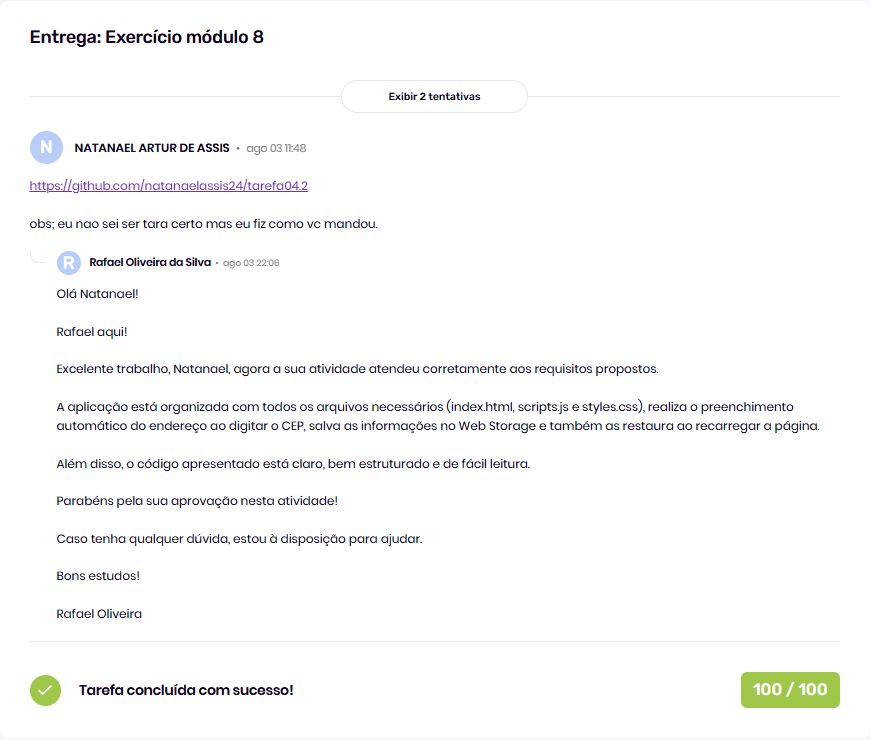 Entrega: Exercício módulo 8
Exibir 2 tentativas
N
NATANAEL ARTUR DE ASSIS • ago 03 11:48
https://github.com/natanaelassis24/tarefa04.2
obs; eu nao sei ser tara certo mas eu fiz como vc mandou.
R
Rafael Oliveira da Silva • ago 03 22:06
Olá Natanael!
Rafael aqui!
Excelente trabalho, Natanael, agora a sua atividade atendeu corretamente aos requisitos propostos.
A aplicação está organizada com todos os arquivos necessários (index.html, scripts.js e styles.css), realiza o preenchimento
automático do endereço ao digitar o CEP, salva as informações no Web Storage e também as restaura ao recarregar a página.
Além disso, o código apresentado está claro, bem estruturado e de fácil leitura.
Parabéns pela sua aprovação nesta atividade!
Caso tenha qualquer dúvida, estou à disposição para ajudar.
Bons estudos!
Rafael Oliveira
Tarefa concluída com sucesso!
100 / 100